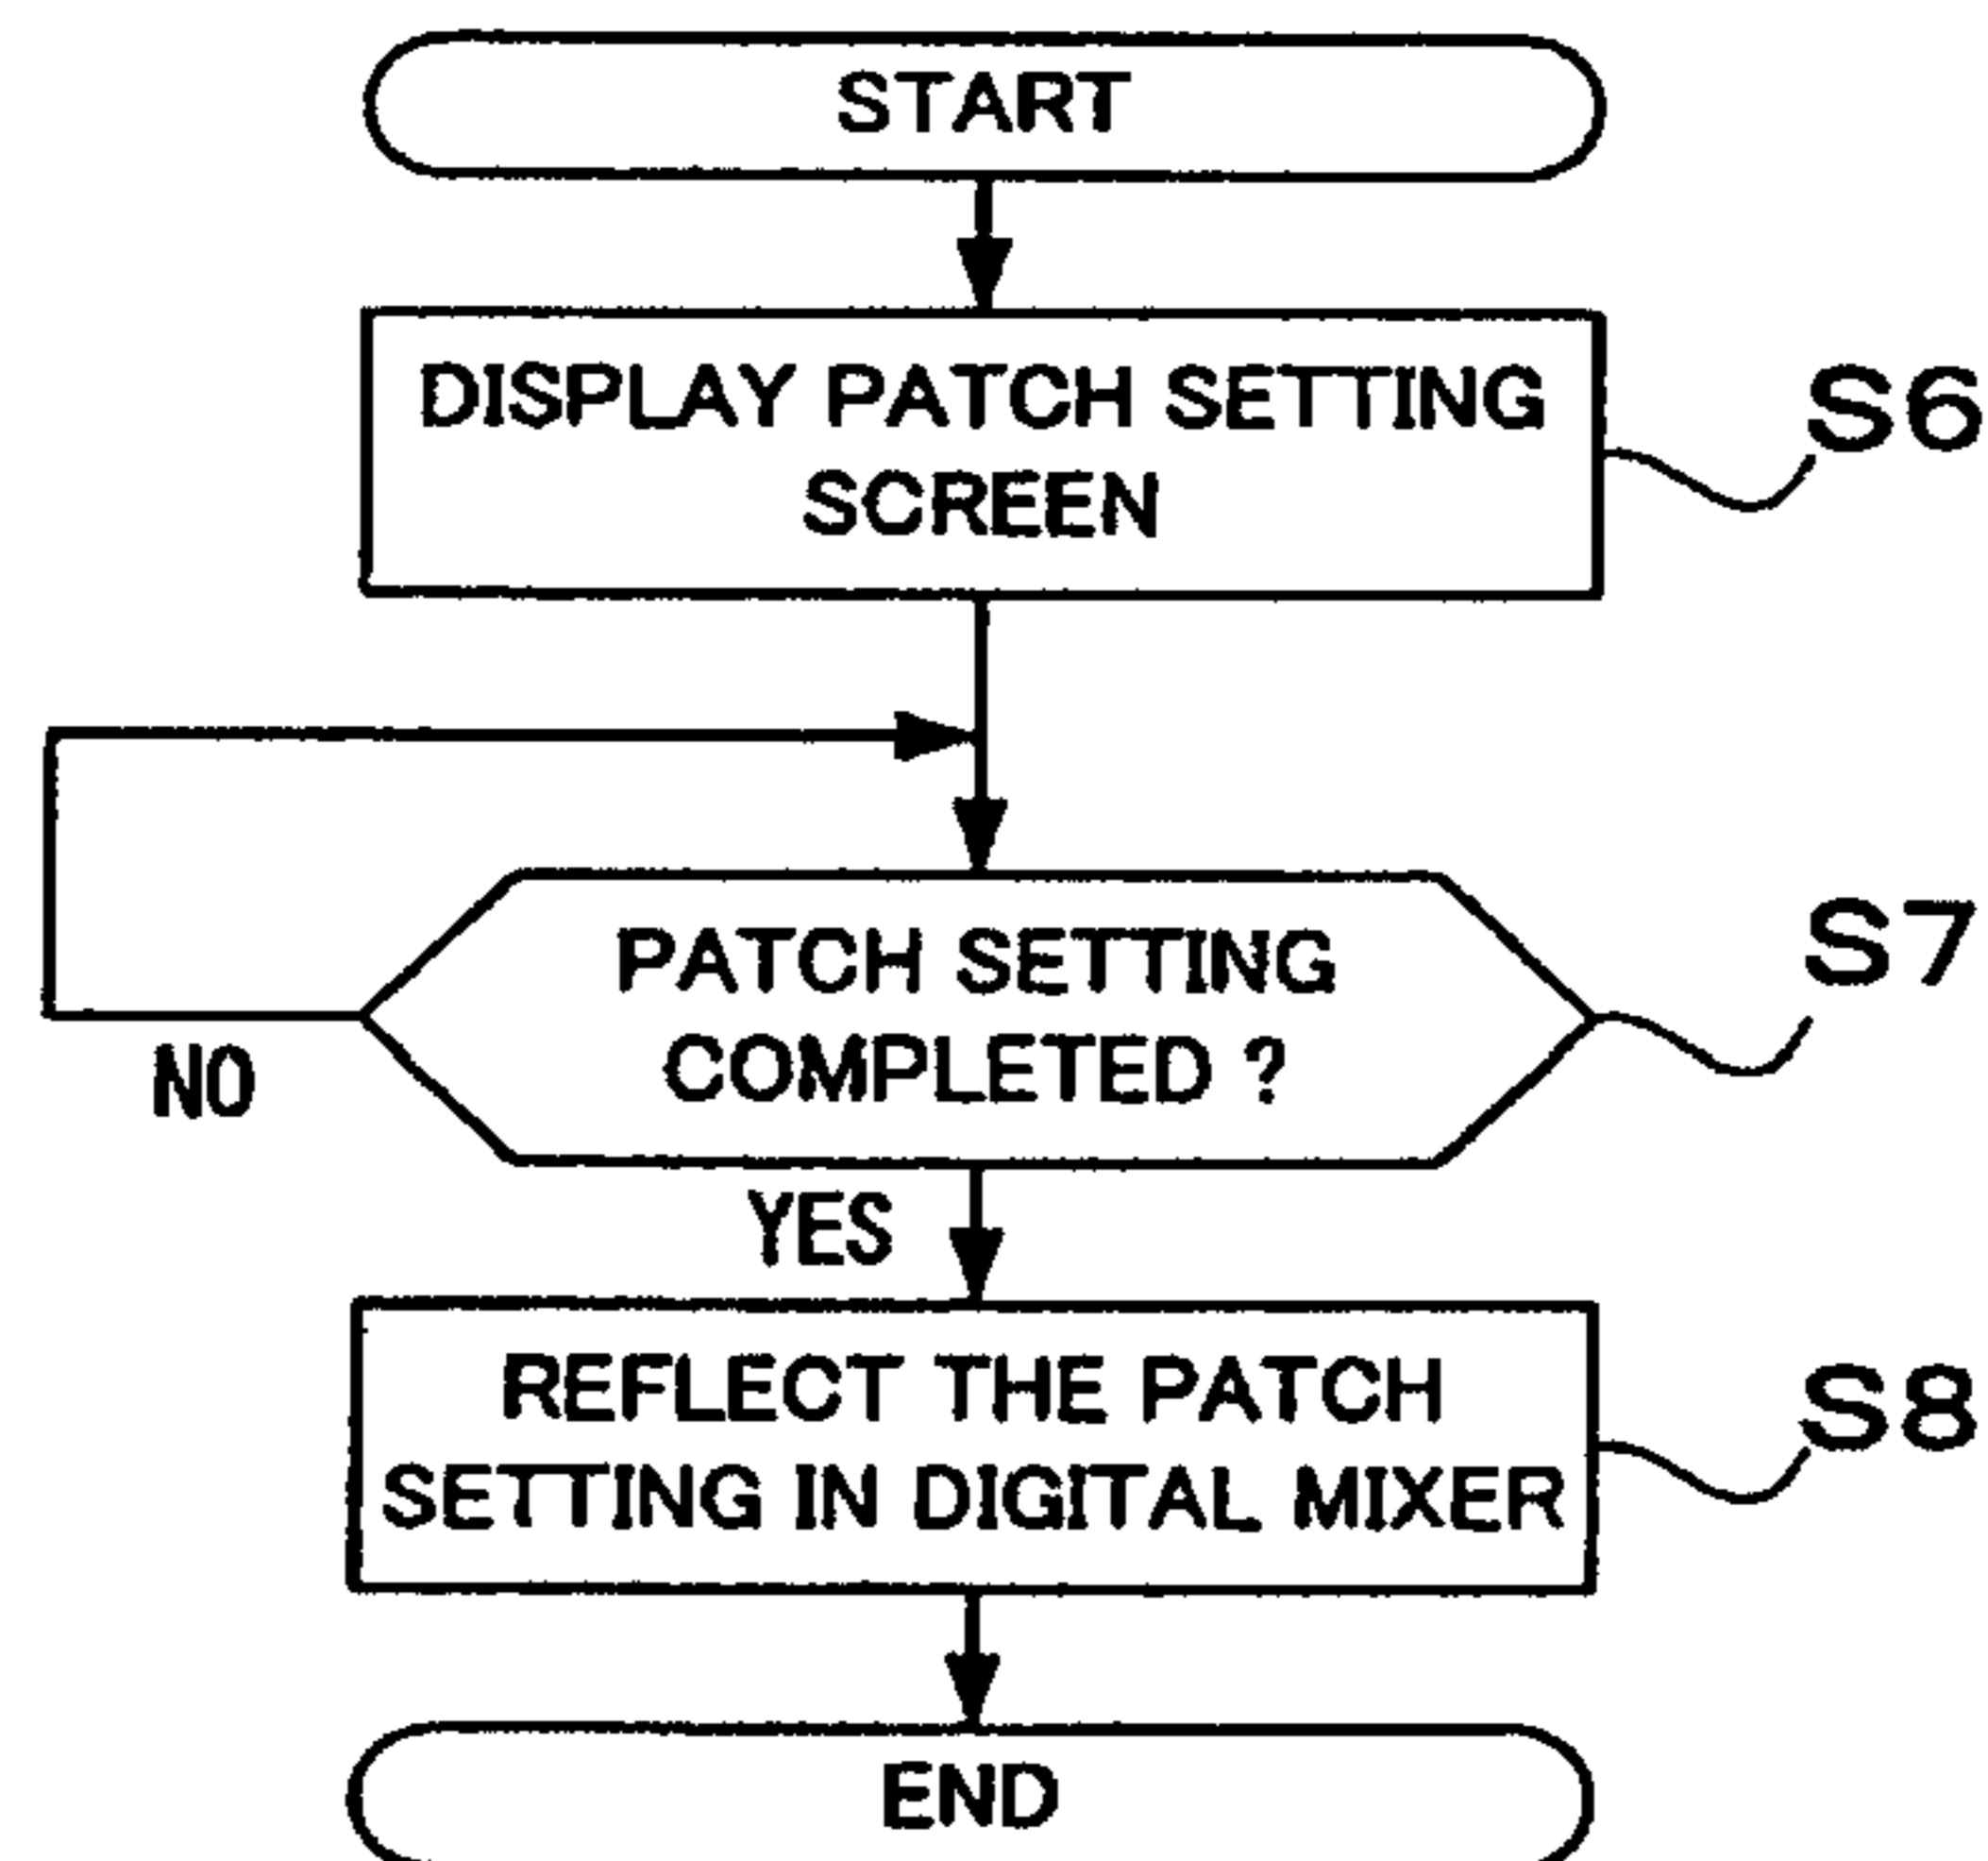 START
DISPLAY PATCH SETTING
SCREEN
S6
PATCH SETTING
COMPLETED ?
S7
NO
YES
REFLECT THE PATCH
SETTING IN DIGITAL MIXER
S8
END